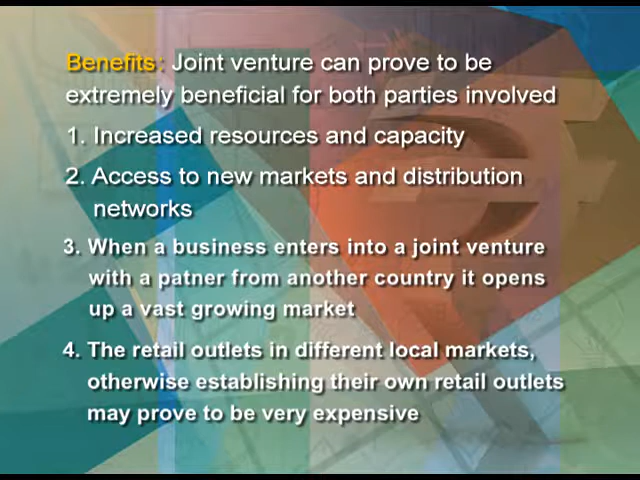 Benefits: Joint venture can prove to be
extremely beneficial for both parties involved
1. Increased resources and capacity
2. Access to new markets and distribution
networks
3. When a business enters into a joint venture
with a patner from another country it opens
up a vast growing market
4. The retail outlets in different local markets,
otherwise establishing their own retail outlets
may prove to be very expensive